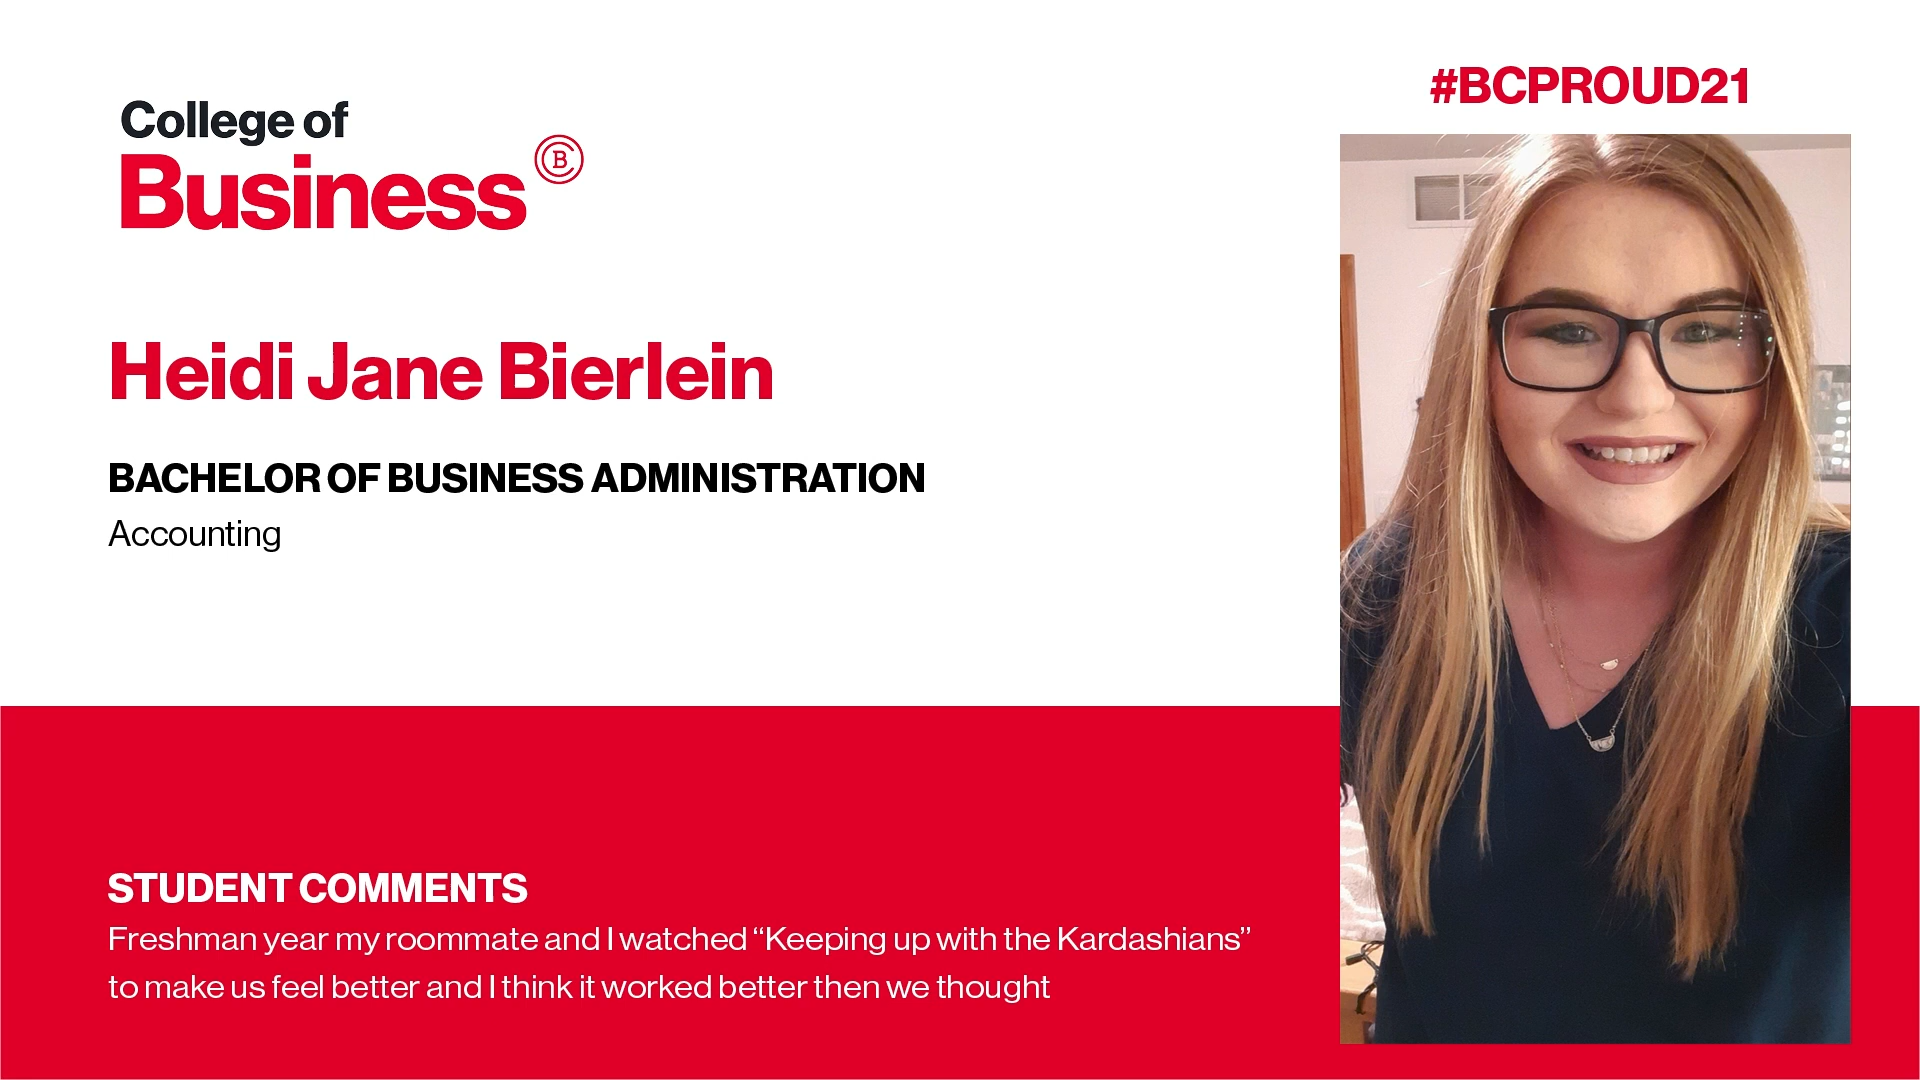 #BCPROUD21
College of
Business
CB
Heidi Jane Bierlein
BACHELOR OF BUSINESS ADMINISTRATION
Accounting
STUDENT COMMENTS
Freshman year my roommate and I watched “Keeping up with the Kardashians”
to make us feel better and I think it worked better then we thought